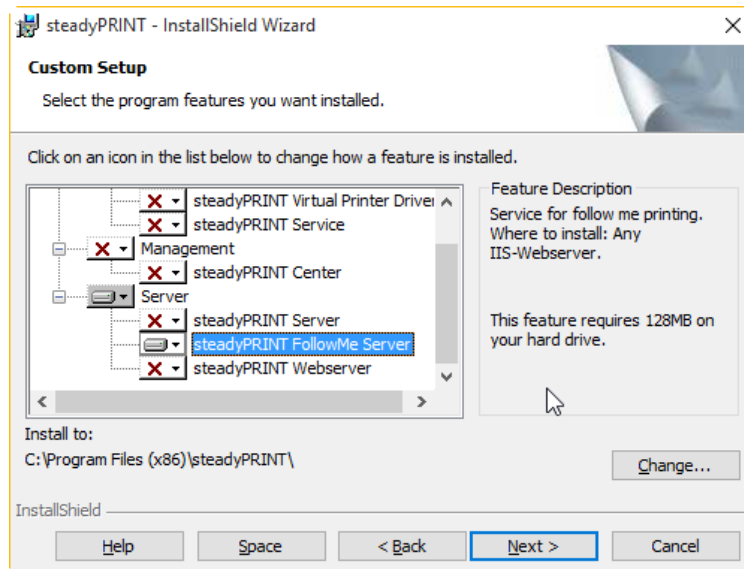 steadyPRINT - InstallShield Wizard
Custom Setup
Select the program features you want installed.
Click on an icon in the list below to change how a feature is installed.
steadyPRINT Virtual Printer Driver
steadyPRINT Service
Management
steadyPRINT Center
Server
steadyPRINT Server
steadyPRINT FollowMe Server
steadyPRINT Webserver
Feature Description
Service for follow me printing.
Where to install: Any
IIS-Webserver.
This feature requires 128MB on
your hard drive.
Install to:
C:\Program Files (x86)\steadyPRINT\
Change...
InstallShield
Help
Space
< Back
Next >
Cancel